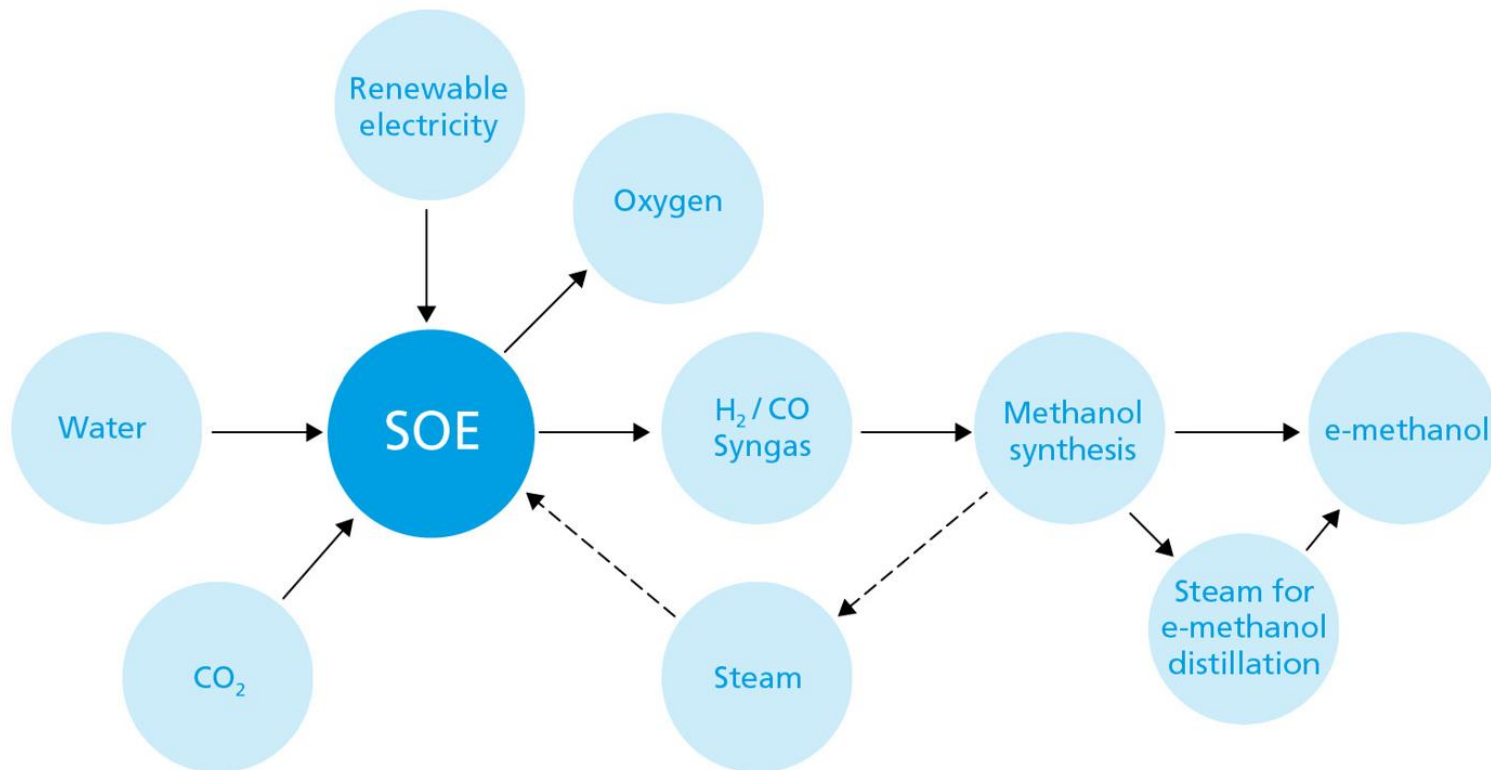 Renewable
electricity
Oxygen
Water
SOE
H₂ / CO
Syngas
Methanol
synthesis
e-methanol
CO₂
Steam
Steam for
e-methanol
distillation